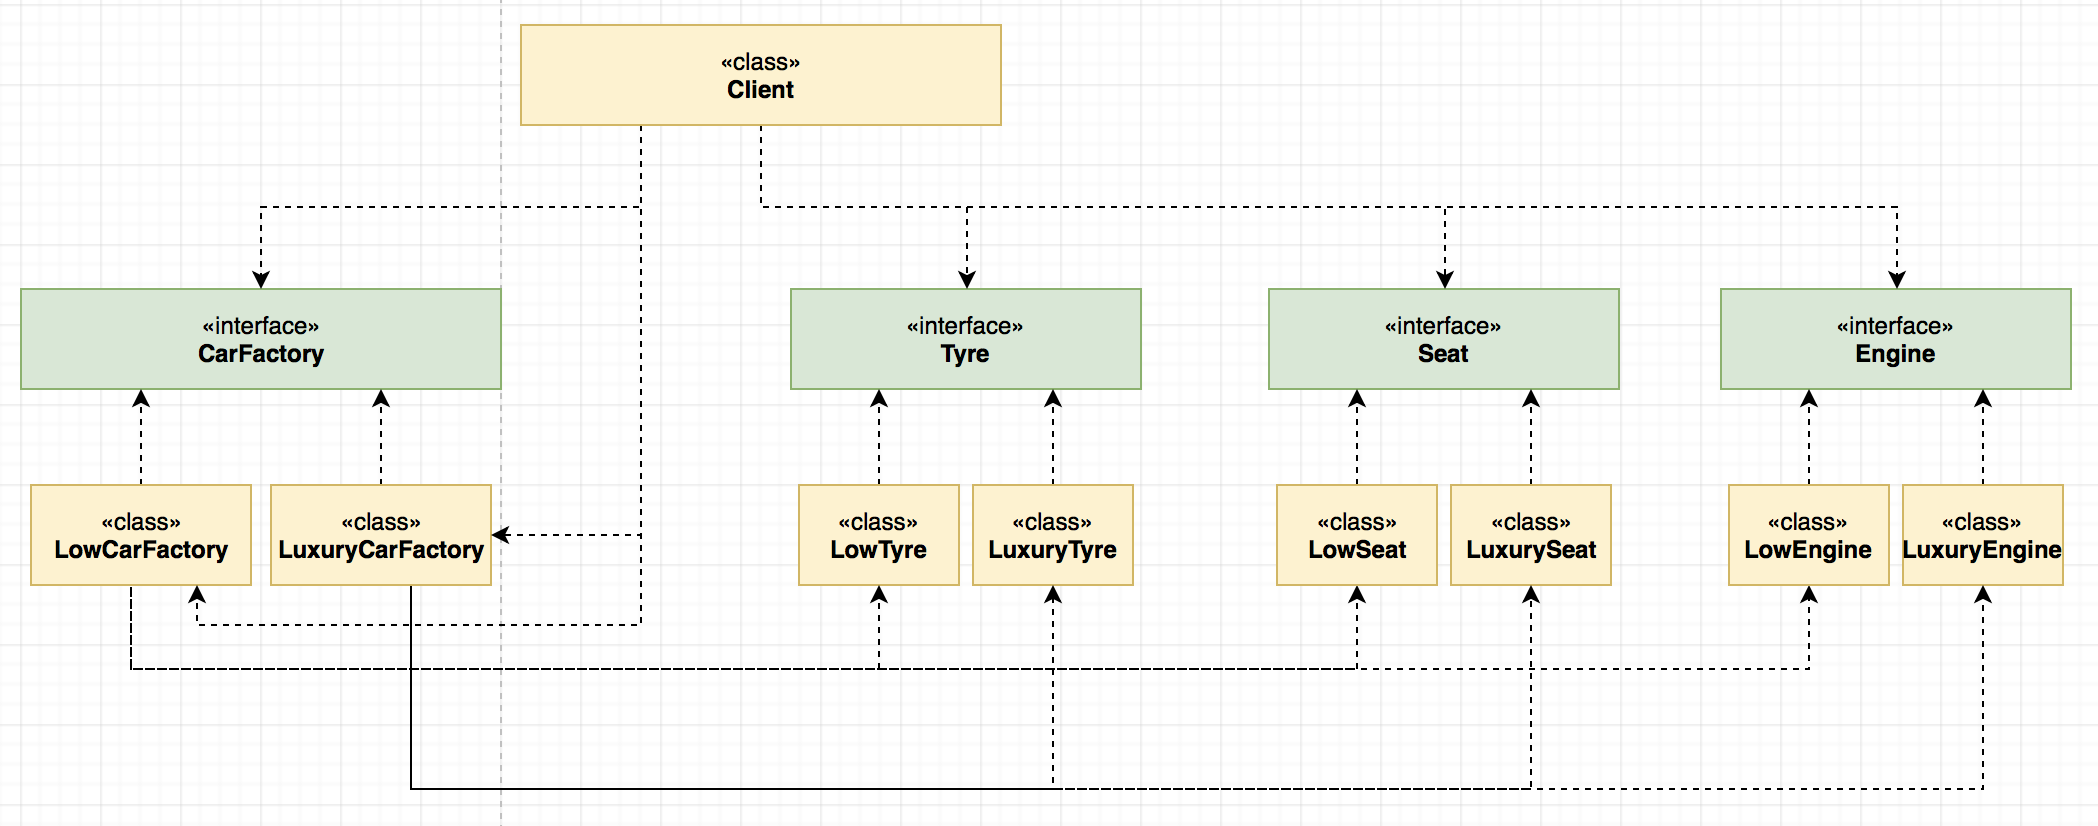 «class»
Client
«interface»
CarFactory
«interface»
Tyre
«interface»
Seat
«interface»
Engine
«class»
LowCarFactory
«class»
LuxuryCarFactory
«class»
LowTyre
«class»
LuxuryTyre
«class»
LowSeat
«class»
LuxurySeat
«class»
LowEngine
«class»
LuxuryEngine